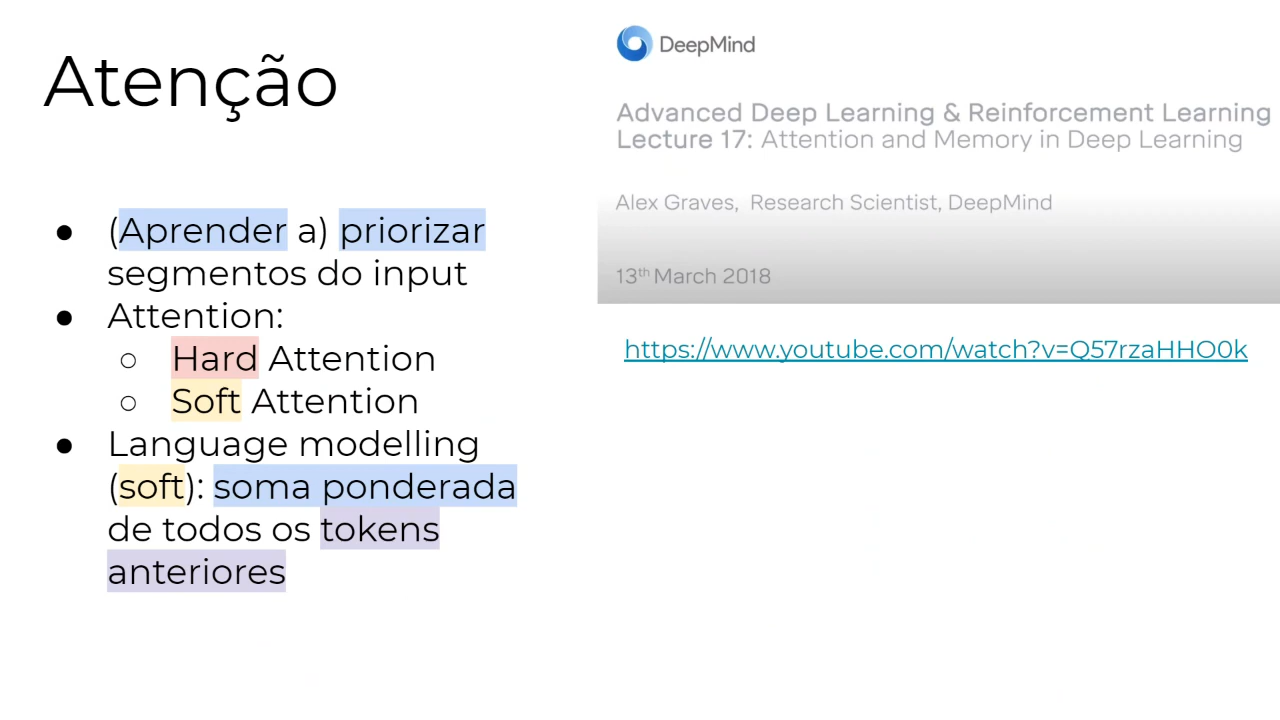 Atenção
● (Aprender a) priorizar
segmentos do input
● Attention:
○ Hard Attention
○ Soft Attention
● Language modelling
(soft): soma ponderada
de todos os tokens
anteriores
DeepMind
Advanced Deep Learning & Reinforcement Learning
Lecture 17: Attention and Memory in Deep Learning
Alex Graves, Research Scientist, DeepMind
13th March 2018
https://www.youtube.com/watch?v=Q57rzaHHO0k